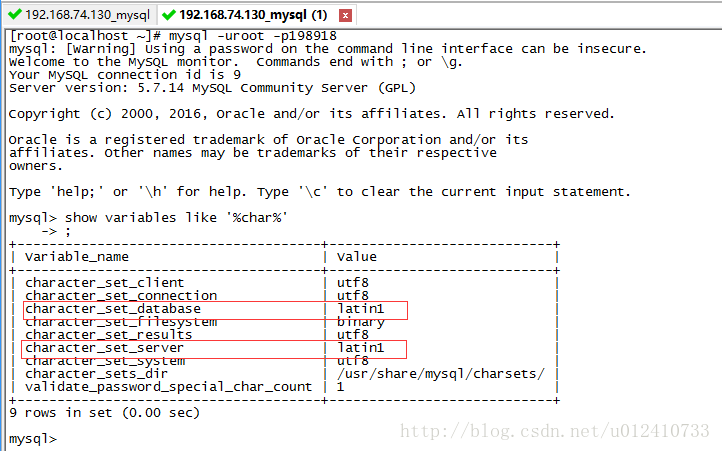 192.168.74.130_mysql
192.168.74.130_mysql (1)
[root@localhost ~]# mysql -uroot -p198918
mysql: [Warning] Using a password on the command line interface can be insecure.
Welcome to the MySQL monitor.  Commands end with ; or \g.
Your MySQL connection id is 9
Server version: 5.7.14 MySQL Community Server (GPL)
Copyright (c) 2000, 2016, Oracle and/or its affiliates. All rights reserved.
Oracle is a registered trademark of Oracle Corporation and/or its
affiliates. Other names may be trademarks of their respective
owners.
Type 'help;' or '\h' for help. Type '\c' to clear the current input statement.
mysql> show variables like '%char%'
    -> ;
+--------------------------------------+----------------------------+
| Variable_name                        | Value                      |
+--------------------------------------+----------------------------+
| character_set_client                 | utf8                       |
| character_set_connection             | utf8                       |
| character_set_database               | latin1                     |
| character_set_filesystem             | binary                     |
| character_set_results                | utf8                       |
| character_set_server                 | latin1                     |
| character_set_system                 | utf8                       |
| character_sets_dir                   | /usr/share/mysql/charsets/ |
| validate_password_special_char_count | 1                          |
+--------------------------------------+----------------------------+
9 rows in set (0.00 sec)
mysql>
http://blog.csdn.net/u012410733